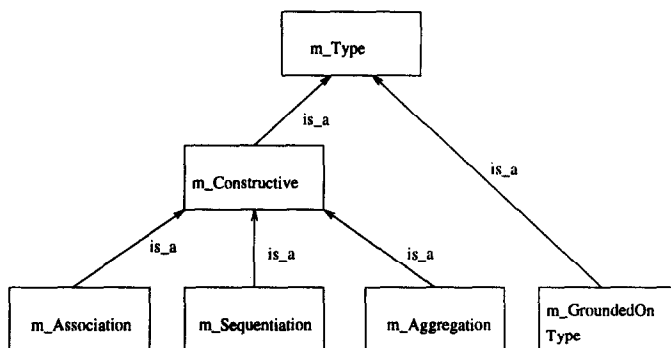 m_Type
is_a
is_a
m_Constructive
is_a
is_a
is_a
m_Association
m_Sequentiation
m_Aggregation
m_GroundedOn
Type